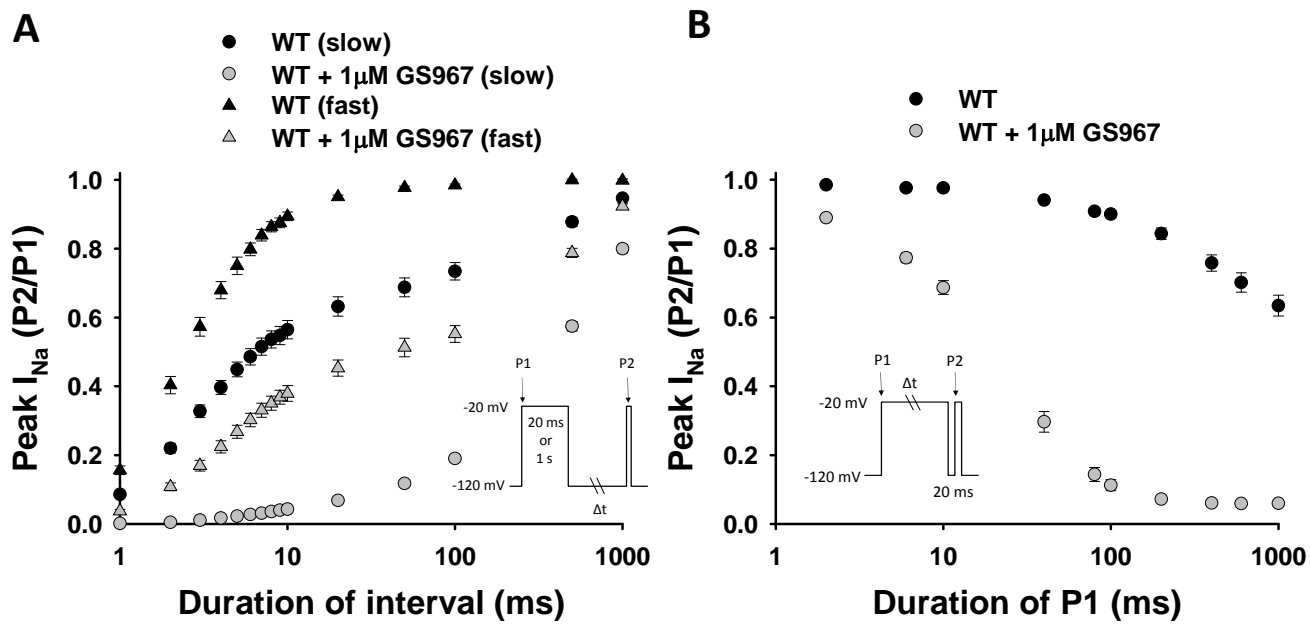 A
WT (slow)
WT + 1μM GS967 (slow)
WT (fast)
WT + 1μM GS967 (fast)
Peak I_Na (P2/P1)
1.0
0.8
0.6
0.4
0.2
0.0
P1
P2
-20 mV
20 ms
or
1 s
-120 mV
Δt
1
10
100
1000
Duration of interval (ms)
B
WT
WT + 1μM GS967
Peak I_Na (P2/P1)
1.0
0.8
0.6
0.4
0.2
0.0
P1
P2
Δt
-20 mV
-120 mV
20 ms
1
10
100
1000
Duration of P1 (ms)